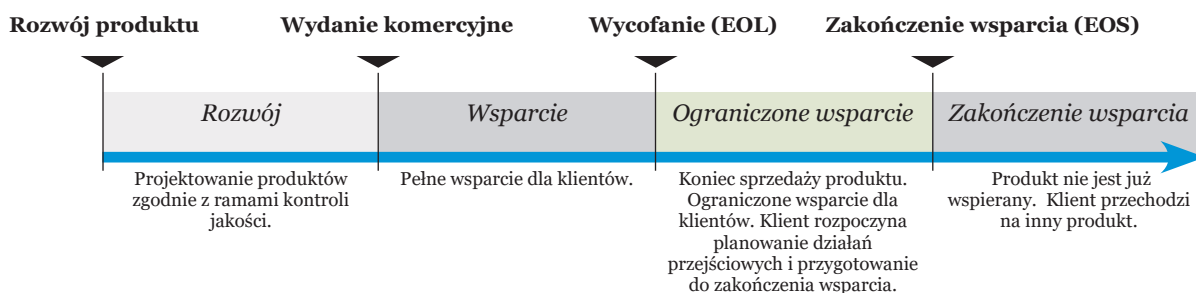 Rozwój produktu
Wydanie komercyjne
Wycofanie (EOL)
Zakończenie wsparcia (EOS)
Rozwój
Wsparcie
Ograniczone wsparcie
Zakończenie wsparcia
Projektowanie produktów
zgodnie z ramami kontroli
jakości.
Pełne wsparcie dla klientów.
Koniec sprzedaży produktu.
Ograniczone wsparcie dla
klientów. Klient rozpoczyna
planowanie działań
przejściowych i przygotowanie
do zakończenia wsparcia.
Produkt nie jest już
wspierany.  Klient przechodzi
na inny produkt.